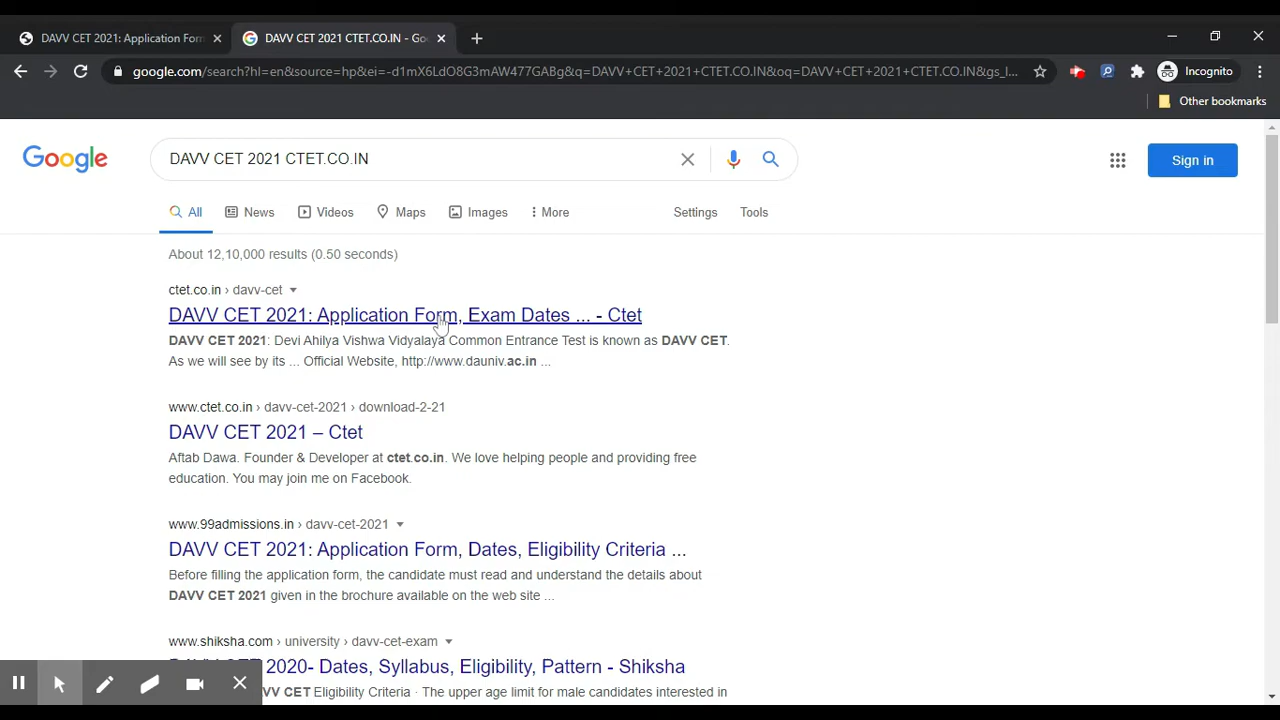 DAVV CET 2021: Application Forn
DAVV CET 2021 CTET.CO.IN - Go
google.com/search?hl=en&source=hp&ei=-d1mX6LdO8G3mAW477GABg&q=DAVV+CET+2021+CTET.CO.IN&oq=DAVV+CET+2021+CTET.CO.IN&gs_l...
Incognito
Other bookmarks
Google
DAVV CET 2021 CTET.CO.IN
Sign in
All
News
Videos
Maps
Images
More
Settings
Tools
About 12,10,000 results (0.50 seconds)
ctet.co.in › davv-cet
DAVV CET 2021: Application Form, Exam Dates ... - Ctet
DAVV CET 2021: Devi Ahilya Vishwa Vidyalaya Common Entrance Test is known as DAVV CET.
As we will see by its ... Official Website, http://www.dauniv.ac.in ...
www.ctet.co.in › davv-cet-2021 › download-2-21
DAVV CET 2021 – Ctet
Aftab Dawa. Founder & Developer at ctet.co.in. We love helping people and providing free
education. You may join me on Facebook.
www.99admissions.in › davv-cet-2021
DAVV CET 2021: Application Form, Dates, Eligibility Criteria ...
Before filling the application form, the candidate must read and understand the details about
DAVV CET 2021 given in the brochure available on the web site ...
www.shiksha.com › university › davv-cet-exam
2020- Dates, Syllabus, Eligibility, Pattern - Shiksha
VV CET Eligibility Criteria · The upper age limit for male candidates interested in